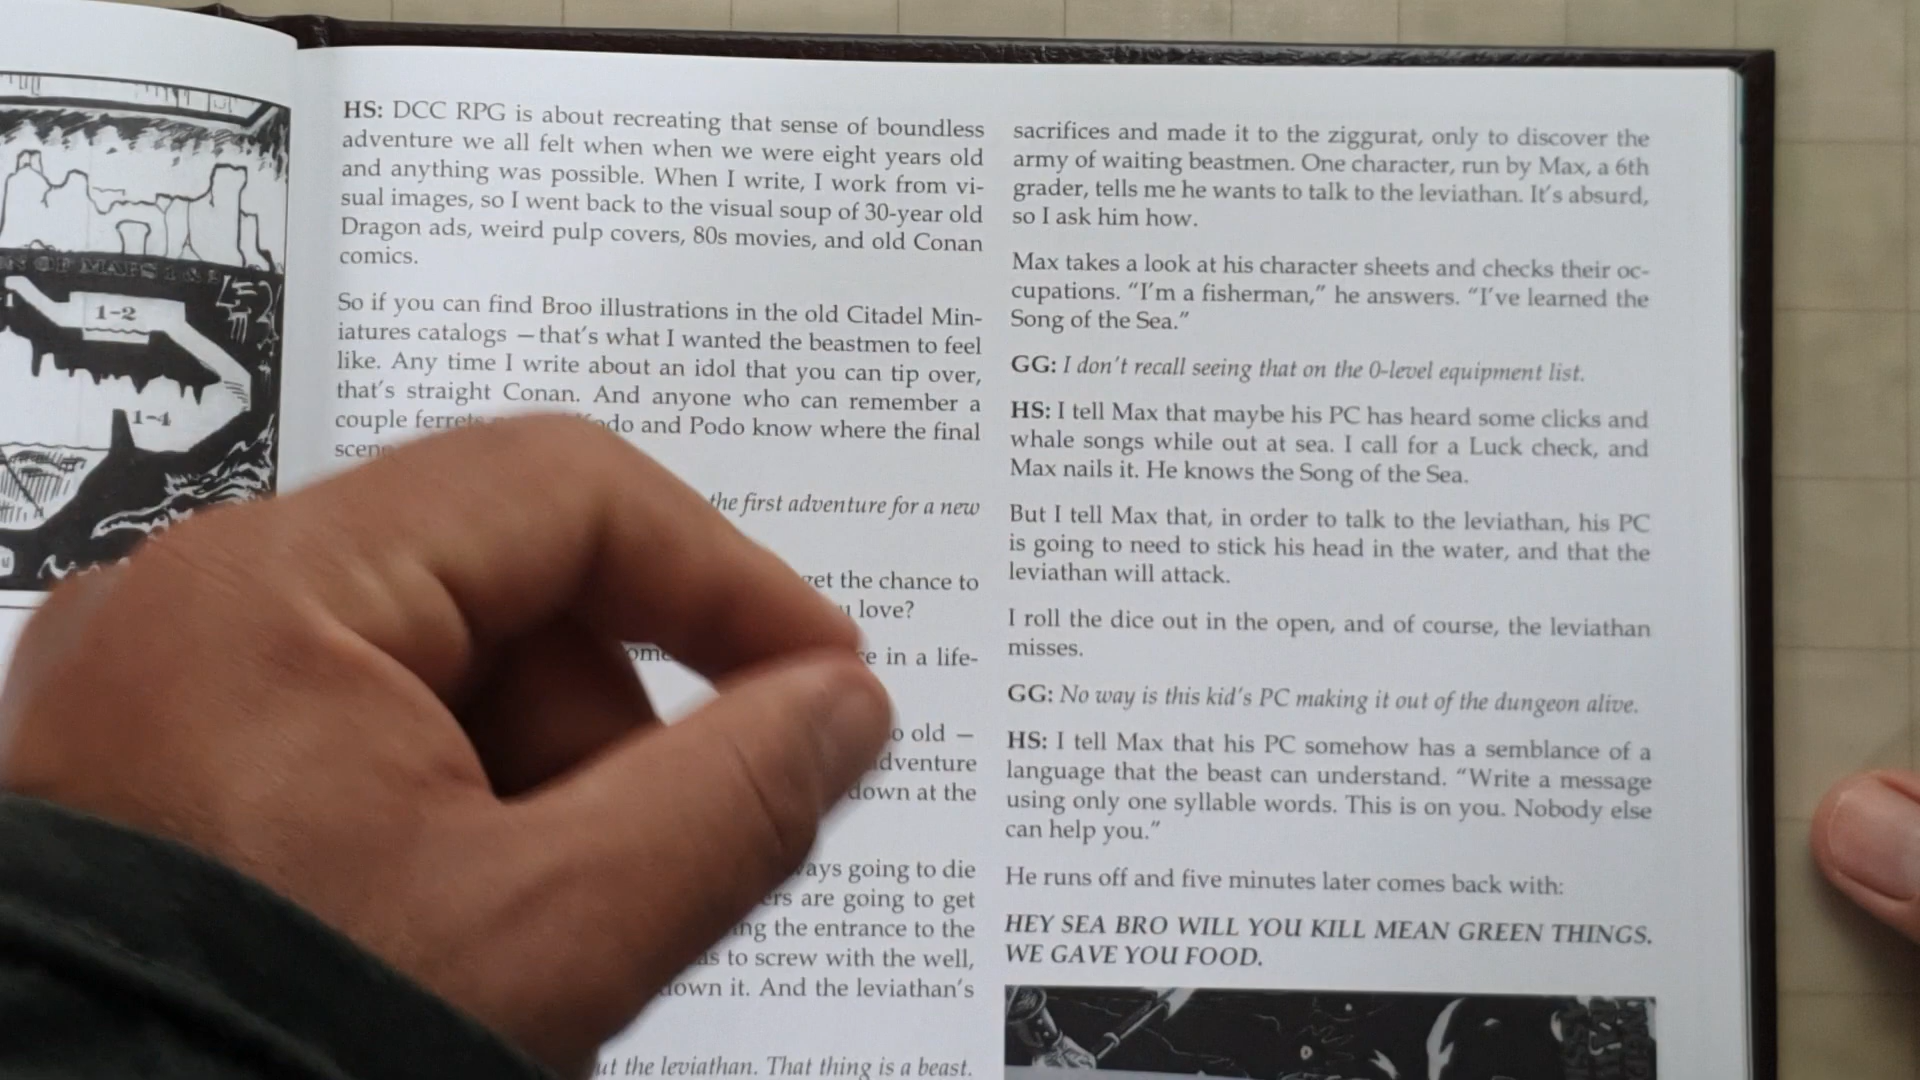 1-2
1-4
HS: DCC RPG is about recreating that sense of boundless
adventure we all felt when when we were eight years old
and anything was possible. When I write, I work from vi-
sual images, so I went back to the visual soup of 30-year old
Dragon ads, weird pulp covers, 80s movies, and old Conan
comics.
So if you can find Broo illustrations in the old Citadel Min-
iatures catalogs —that's what I wanted the beastmen to feel
like. Any time I write about an idol that you can tip over,
that's straight Conan. And anyone who can remember a
couple ferrets and Podo know where the final
the first adventure for a new
the chance to
love?
in a life-
old —
down at the
going to die
are going to get
the entrance to the
to screw with the well,
down it. And the leviathan's
the leviathan. That thing is a beast.
sacrifices and made it to the ziggurat, only to discover the
army of waiting beastmen. One character, run by Max, a 6th
grader, tells me he wants to talk to the leviathan. It's absurd,
so I ask him how.
Max takes a look at his character sheets and checks their oc-
cupations. "I'm a fisherman," he answers. "I've learned the
Song of the Sea."
GG: I don't recall seeing that on the 0-level equipment list.
HS: I tell Max that maybe his PC has heard some clicks and
whale songs while out at sea. I call for a Luck check, and
Max nails it. He knows the Song of the Sea.
But I tell Max that, in order to talk to the leviathan, his PC
is going to need to stick his head in the water, and that the
leviathan will attack.
I roll the dice out in the open, and of course, the leviathan
misses.
GG: No way is this kid's PC making it out of the dungeon alive.
HS: I tell Max that his PC somehow has a semblance of a
language that the beast can understand. "Write a message
using only one syllable words. This is on you. Nobody else
can help you."
He runs off and five minutes later comes back with:
HEY SEA BRO WILL YOU KILL MEAN GREEN THINGS.
WE GAVE YOU FOOD.